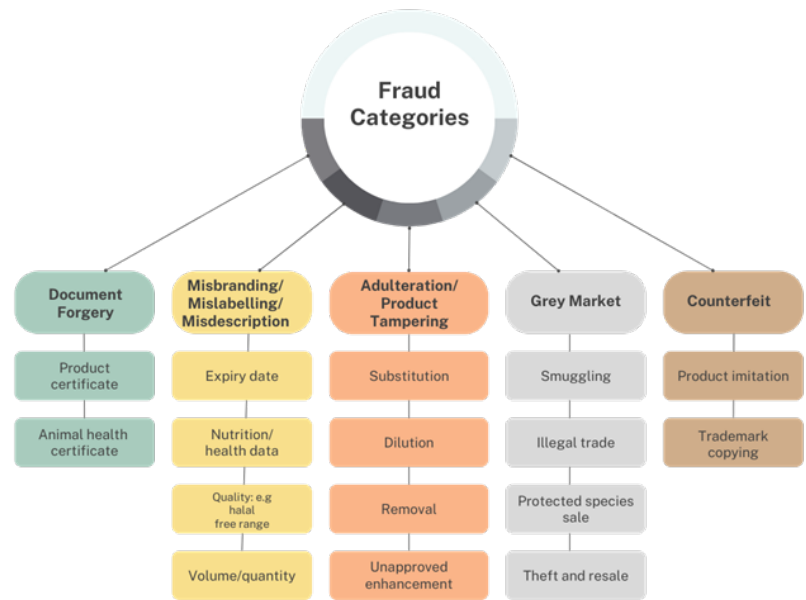 Fraud
Categories
Document
Forgery
Product
certificate
Animal health
certificate
Misbranding/
Mislabelling/
Misdescription
Expiry date
Nutrition/
health data
Quality: e.g
halal
free range
Volume/quantity
Adulteration/
Product
Tampering
Substitution
Dilution
Removal
Unapproved
enhancement
Grey Market
Smuggling
Illegal trade
Protected species
sale
Theft and resale
Counterfeit
Product imitation
Trademark
copying